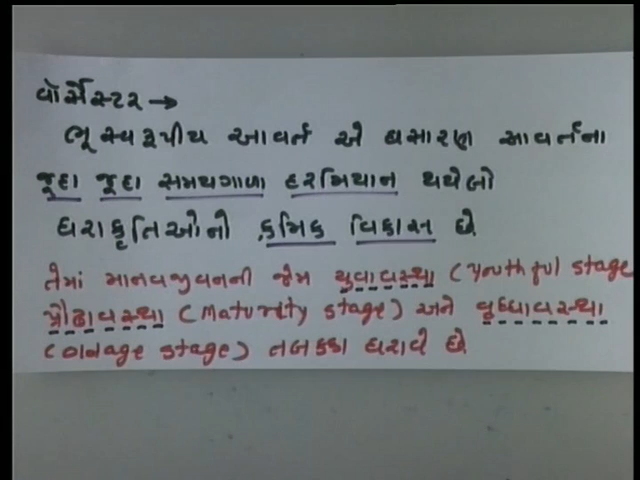 વૉર્સેસ્ટર →
ભૂ સ્વરૂપીય આવર્ત એ ઘસારણ આવર્તના
જૂદા જૂદા સમયગાળા દરમિયાન થયેલો
ધરાકૃતિઓનો ક્રમિક વિકાસ છે.
તેમાં માનવજીવનની જેમ યુવાવસ્થા (Youthful stage
પ્રૌઢાવસ્થા (Maturity stage) અને વૃધ્ધાવસ્થા
(Oldage stage) તબક્કા ધરાવે છે.